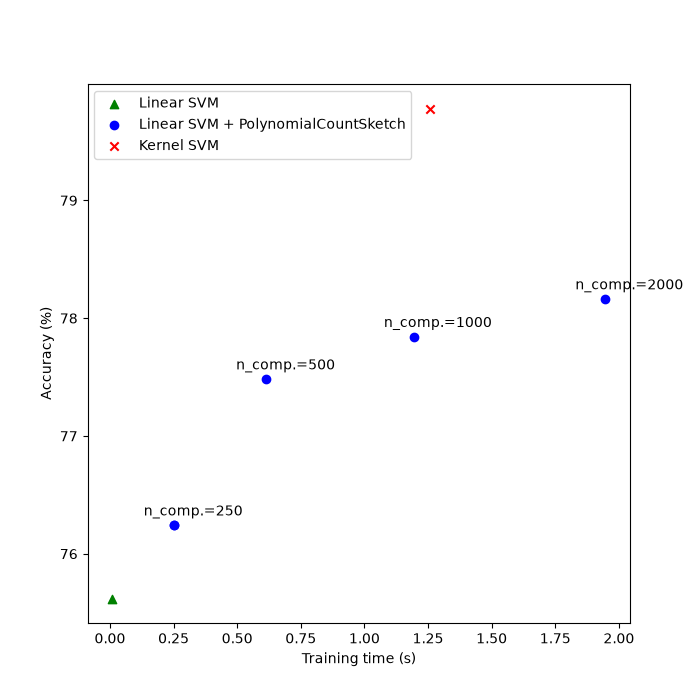 Linear SVM
Linear SVM + PolynomialCountSketch
Kernel SVM
79
78
77
76
Accuracy (%)
n_comp.=2000
n_comp.=1000
n_comp.=500
n_comp.=250
0.00 0.25 0.50 0.75 1.00 1.25 1.50 1.75 2.00
Training time (s)